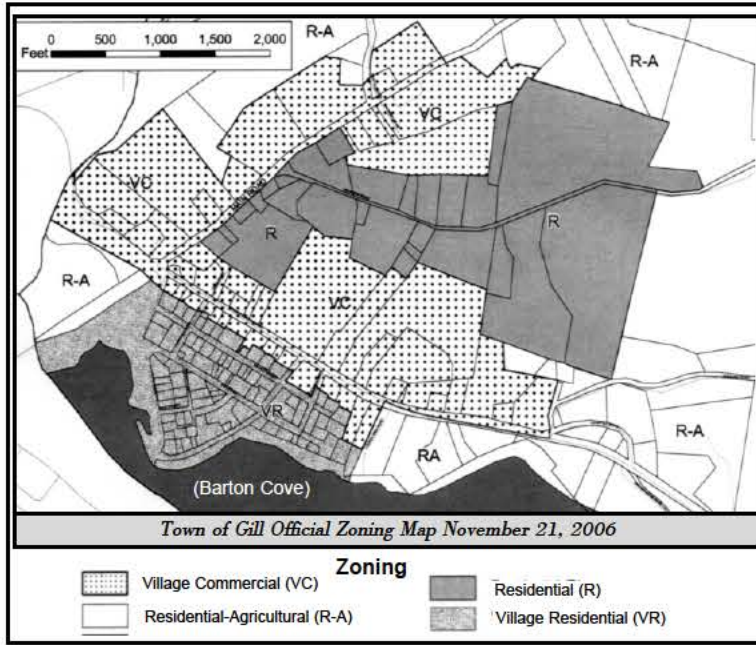 Feet 0 500 1,000 1,500 2,000
R-A
R-A
VC
VC
R
R
R-A
VC
VR
RA
R-A
(Barton Cove)
Town of Gill Official Zoning Map November 21, 2006
Zoning
Village Commercial (VC)
Residential (R)
Residential-Agricultural (R-A)
Village Residential (VR)